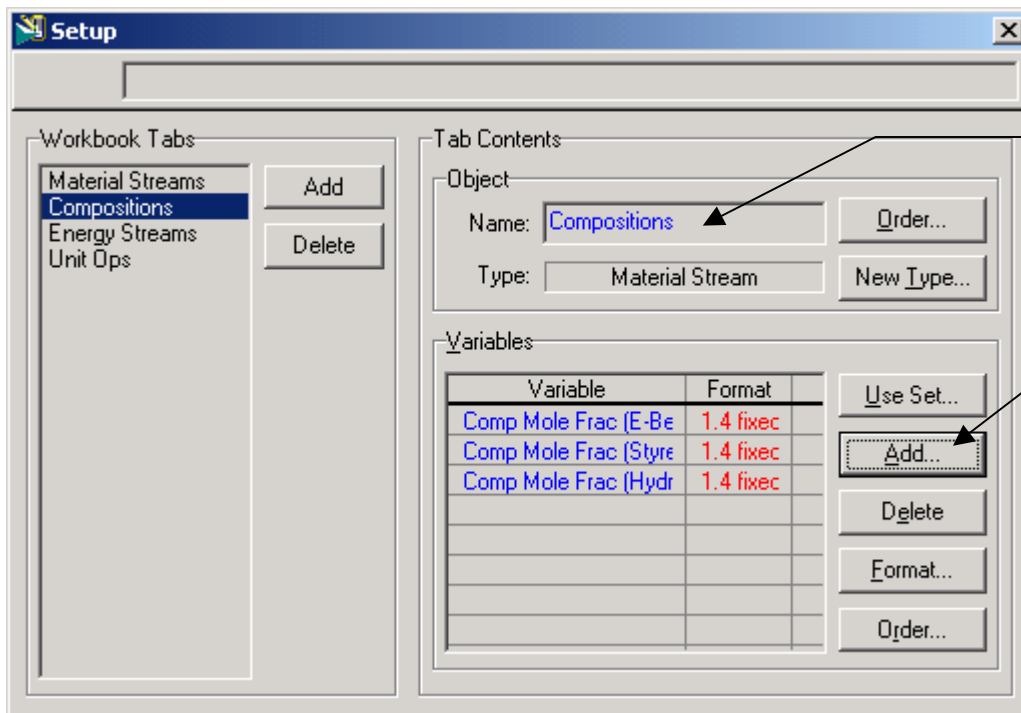 Setup
Workbook Tabs
Material Streams
Compositions
Energy Streams
Unit Ops
Add
Delete
Tab Contents
Object
Name: Compositions
Order...
Type: Material Stream
New Type...
Variables
Variable Format
Comp Mole Frac (E-Be 1.4 fixec
Comp Mole Frac (Styre 1.4 fixec
Comp Mole Frac (Hydr 1.4 fixec
Use Set...
Add...
Delete
Format...
Order...